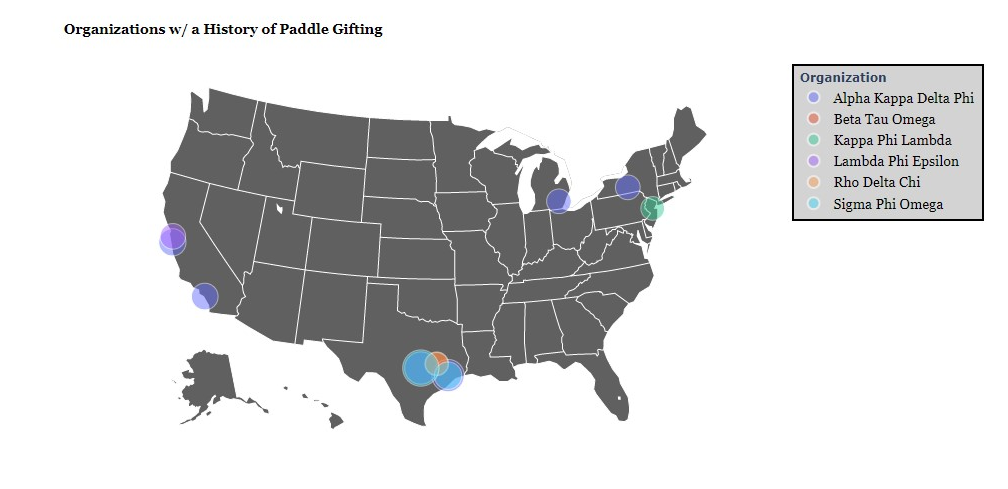 Organizations w/ a History of Paddle Gifting
Organization
Alpha Kappa Delta Phi
Beta Tau Omega
Kappa Phi Lambda
Lambda Phi Epsilon
Rho Delta Chi
Sigma Phi Omega